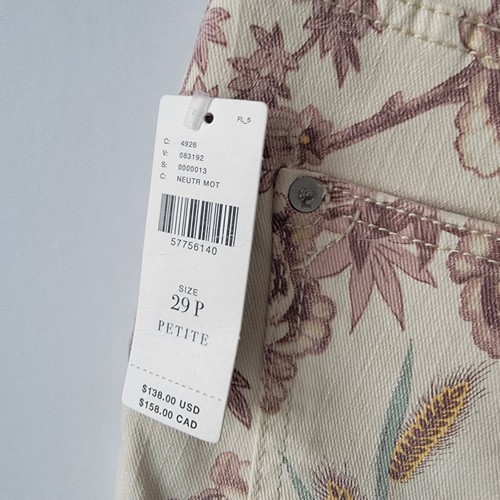 FL_5
C: 4926
V: 083192
S: 0000013
C: NEUTR MOT
57756140
SIZE
29 P
PETITE
$138.00 USD
$158.00 CAD